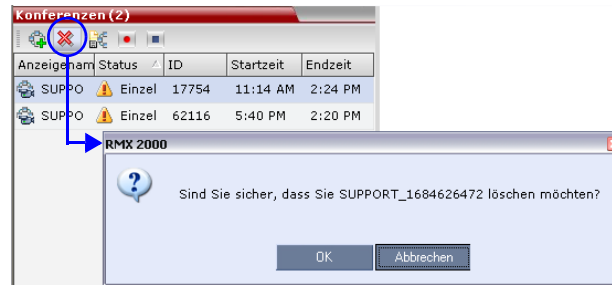 Konferenzen (2)
Anzeigenam Status ID Startzeit Endzeit
SUPPO Einzel 17754 11:14 AM 2:24 PM
SUPPO Einzel 62116 5:40 PM 2:20 PM
RMX 2000
Sind Sie sicher, dass Sie SUPPORT_1684626472 löschen möchten?
OK Abbrechen